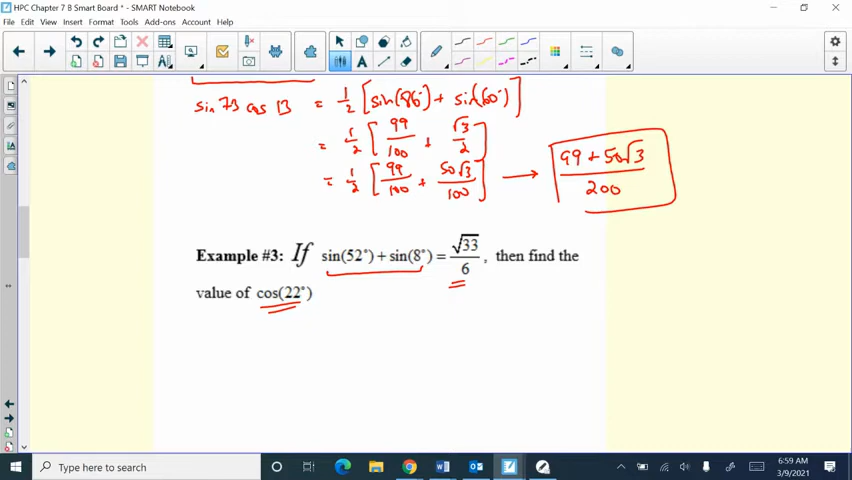 HPC Chapter 7 B Smart Board * - SMART Notebook
File Edit View Insert Format Tools Add-ons Account Help
sin 73 cos 13 = 1/2 [sin(86°) + sin(60°)]
= 1/2 [99/100 + √3/2]
= 1/2 [99/100 + 50√3/100] → (99 + 50√3)/200
Example #3: If sin(52°) + sin(8°) = √33/6 , then find the
value of cos(22°)
Type here to search
6:59 AM
3/9/2021